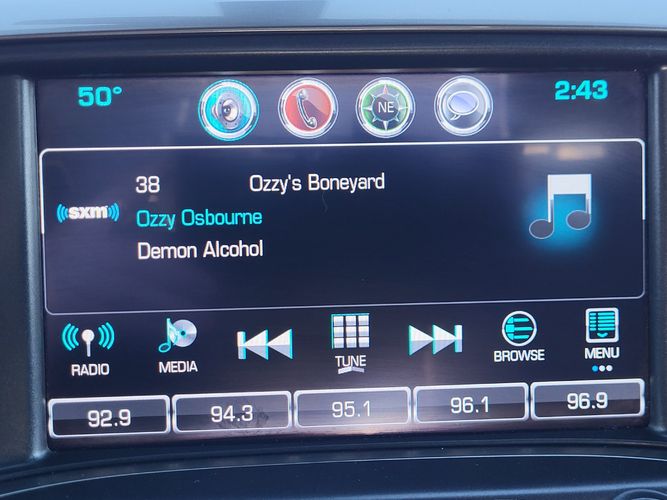 50° 2:43
NE
38 Ozzy's Boneyard
((sxm))
Ozzy Osbourne
Demon Alcohol
RADIO MEDIA TUNE BROWSE MENU
92.9 94.3 95.1 96.1 96.9